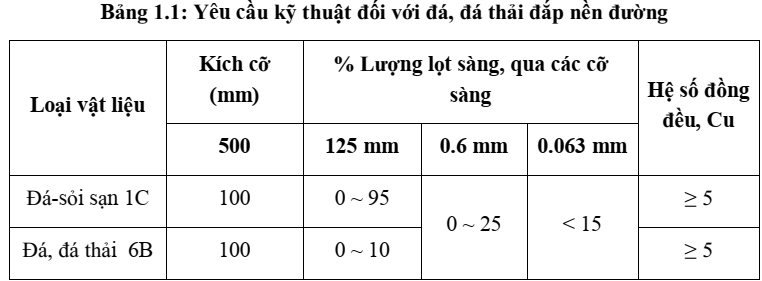 Bảng 1.1: Yêu cầu kỹ thuật đối với đá, đá thải đắp nền đường
Loại vật liệu
Kích cỡ
(mm)
% Lượng lọt sàng, qua các cỡ
sàng
Hệ số đồng
đều, Cu
500
125 mm
0.6 mm
0.063 mm
Đá-sỏi sạn 1C
100
0 ~ 95
0 ~ 25
< 15
≥ 5
Đá, đá thải 6B
100
0 ~ 10
≥ 5